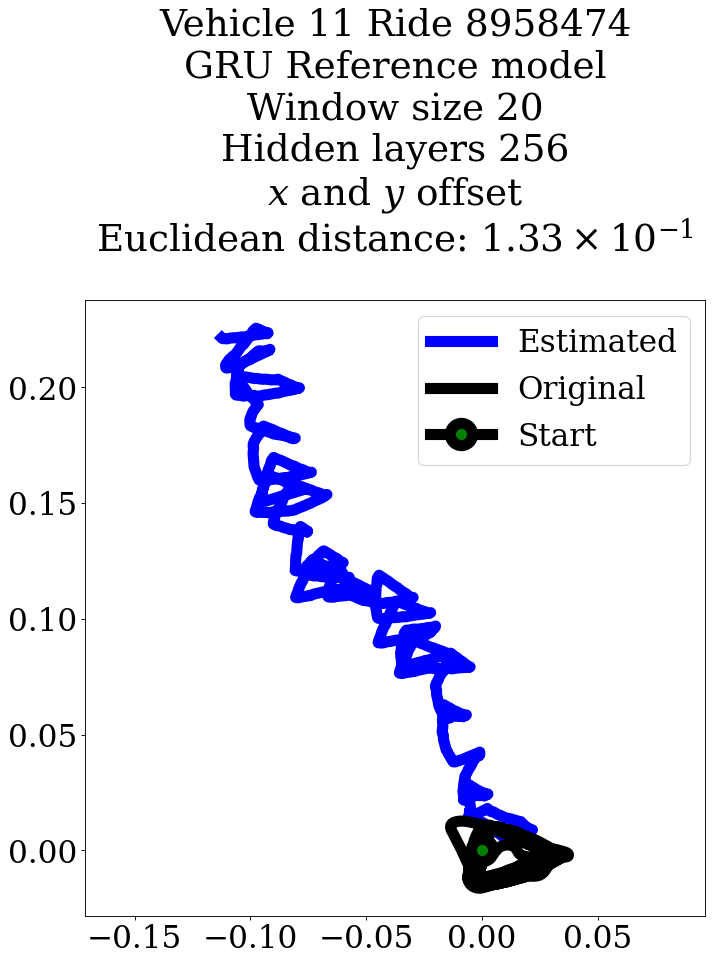 Vehicle 11 Ride 8958474
GRU Reference model
Window size 20
Hidden layers 256
x and y offset
Euclidean distance: 1.33 × 10⁻¹
Estimated
Original
Start
0.20
0.15
0.10
0.05
0.00
−0.15 −0.10 −0.05 0.00 0.05